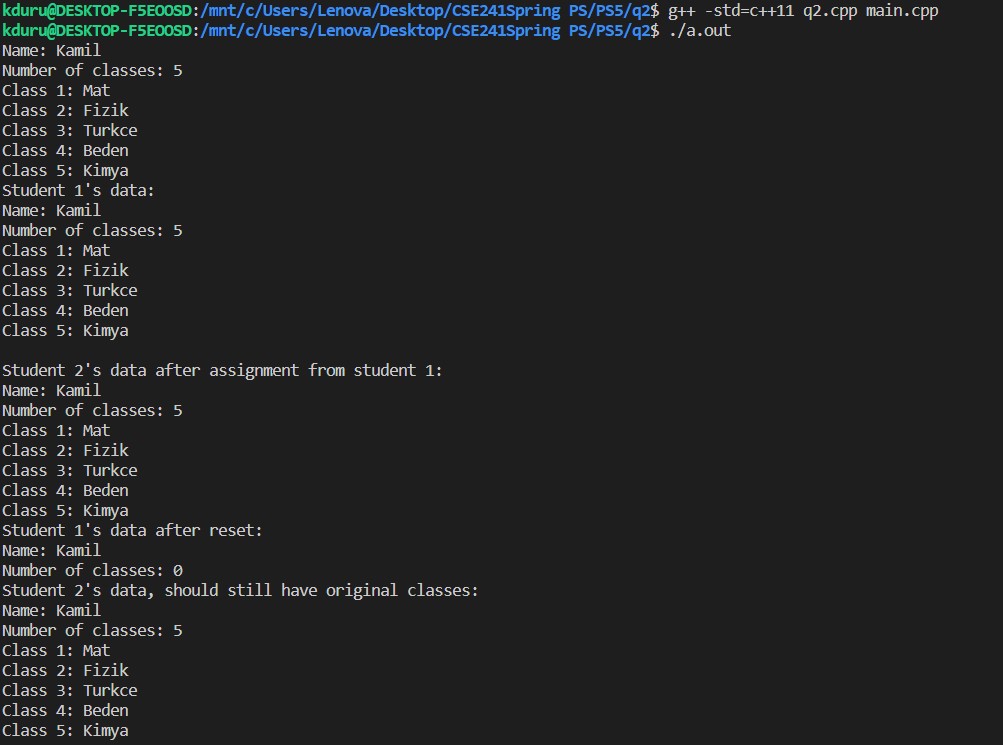 kduru@DESKTOP-F5EOOSD:/mnt/c/Users/Lenova/Desktop/CSE241Spring PS/PS5/q2$ g++ -std=c++11 q2.cpp main.cpp
kduru@DESKTOP-F5EOOSD:/mnt/c/Users/Lenova/Desktop/CSE241Spring PS/PS5/q2$ ./a.out
Name: Kamil
Number of classes: 5
Class 1: Mat
Class 2: Fizik
Class 3: Turkce
Class 4: Beden
Class 5: Kimya
Student 1's data:
Name: Kamil
Number of classes: 5
Class 1: Mat
Class 2: Fizik
Class 3: Turkce
Class 4: Beden
Class 5: Kimya

Student 2's data after assignment from student 1:
Name: Kamil
Number of classes: 5
Class 1: Mat
Class 2: Fizik
Class 3: Turkce
Class 4: Beden
Class 5: Kimya
Student 1's data after reset:
Name: Kamil
Number of classes: 0
Student 2's data, should still have original classes:
Name: Kamil
Number of classes: 5
Class 1: Mat
Class 2: Fizik
Class 3: Turkce
Class 4: Beden
Class 5: Kimya